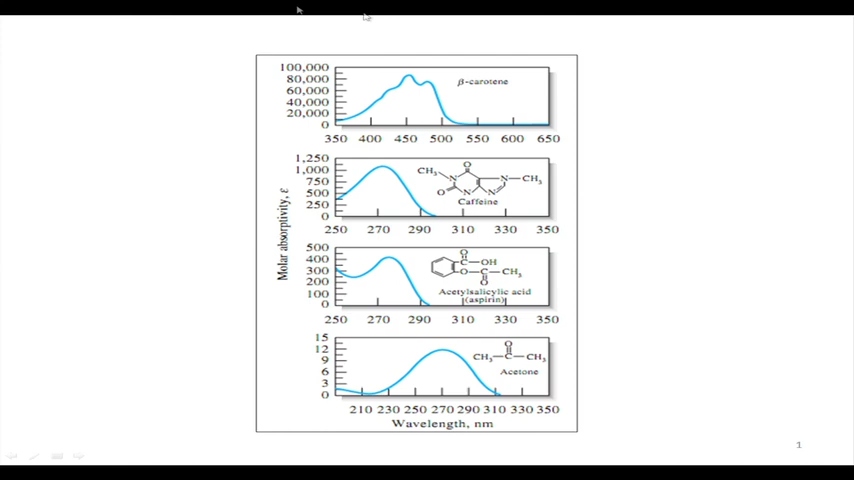 100,000
80,000
60,000
40,000
20,000
0
β-carotene
350 400 450 500 550 600 650
1,250
1,000
750
500
250
0
O
CH₃ N N CH₃
O N N
Caffeine
250 270 290 310 330 350
Molar absorptivity, ε
500
400
300
200
100
0
O
C OH
O C CH₃
O
Acetylsalicylic acid
(aspirin)
250 270 290 310 330 350
15
12
9
6
3
0
O
CH₃ C CH₃
Acetone
210 230 250 270 290 310 330 350
Wavelength, nm
1